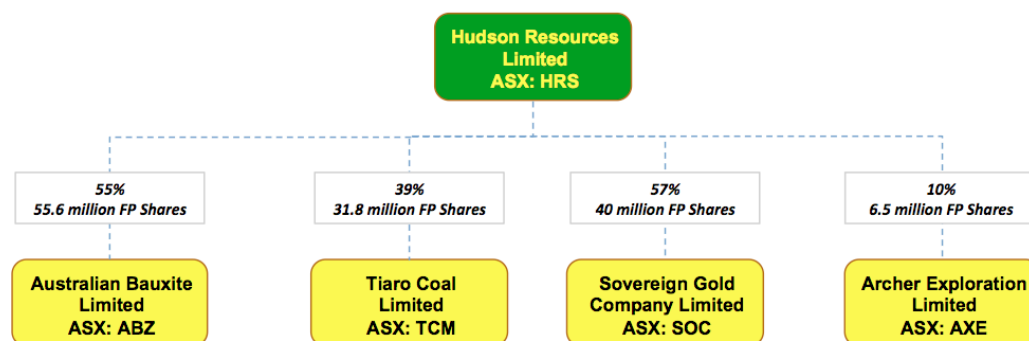 Hudson Resources
Limited
ASX: HRS
55%
55.6 million FP Shares
39%
31.8 million FP Shares
57%
40 million FP Shares
10%
6.5 million FP Shares
Australian Bauxite
Limited
ASX: ABZ
Tiaro Coal
Limited
ASX: TCM
Sovereign Gold
Company Limited
ASX: SOC
Archer Exploration
Limited
ASX: AXE